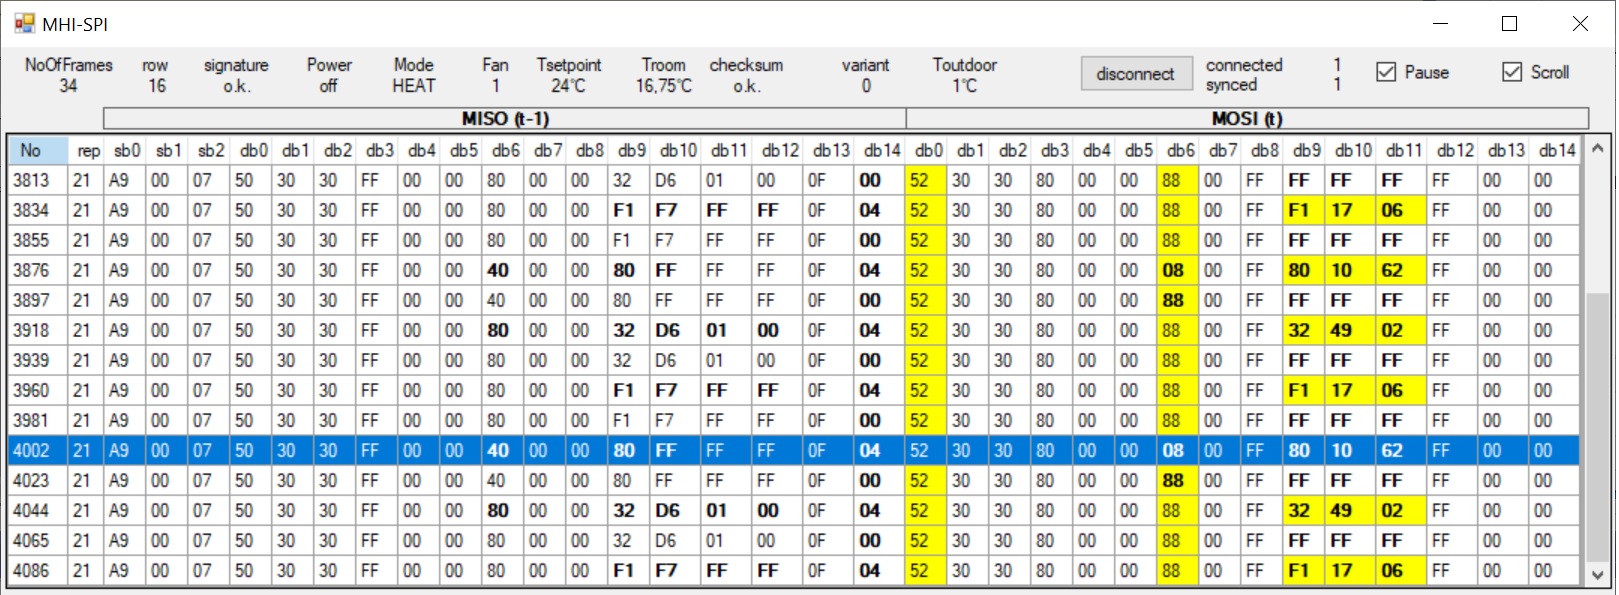 MHI-SPI
NoOfFrames row signature Power Mode Fan Tsetpoint Troom checksum variant Toutdoor disconnect connected 1 Pause Scroll
34 16 o.k. off HEAT 1 24℃ 16,75℃ o.k. 0 1℃ synced 1
MISO (t-1) MOSI (t)
No rep sb0 sb1 sb2 db0 db1 db2 db3 db4 db5 db6 db7 db8 db9 db10 db11 db12 db13 db14 db0 db1 db2 db3 db4 db5 db6 db7 db8 db9 db10 db11 db12 db13 db14
3813 21 A9 00 07 50 30 30 FF 00 00 80 00 00 32 D6 01 00 0F 00 52 30 30 80 00 00 88 00 FF FF FF FF FF 00 00
3834 21 A9 00 07 50 30 30 FF 00 00 80 00 00 F1 F7 FF FF 0F 04 52 30 30 80 00 00 88 00 FF F1 17 06 FF 00 00
3855 21 A9 00 07 50 30 30 FF 00 00 80 00 00 F1 F7 FF FF 0F 00 52 30 30 80 00 00 88 00 FF FF FF FF FF 00 00
3876 21 A9 00 07 50 30 30 FF 00 00 40 00 00 80 FF FF FF 0F 04 52 30 30 80 00 00 08 00 FF 80 10 62 FF 00 00
3897 21 A9 00 07 50 30 30 FF 00 00 40 00 00 80 FF FF FF 0F 00 52 30 30 80 00 00 88 00 FF FF FF FF FF 00 00
3918 21 A9 00 07 50 30 30 FF 00 00 80 00 00 32 D6 01 00 0F 04 52 30 30 80 00 00 88 00 FF 32 49 02 FF 00 00
3939 21 A9 00 07 50 30 30 FF 00 00 80 00 00 32 D6 01 00 0F 00 52 30 30 80 00 00 88 00 FF FF FF FF FF 00 00
3960 21 A9 00 07 50 30 30 FF 00 00 80 00 00 F1 F7 FF FF 0F 04 52 30 30 80 00 00 88 00 FF F1 17 06 FF 00 00
3981 21 A9 00 07 50 30 30 FF 00 00 80 00 00 F1 F7 FF FF 0F 00 52 30 30 80 00 00 88 00 FF FF FF FF FF 00 00
4002 21 A9 00 07 50 30 30 FF 00 00 40 00 00 80 FF FF FF 0F 04 52 30 30 80 00 00 08 00 FF 80 10 62 FF 00 00
4023 21 A9 00 07 50 30 30 FF 00 00 40 00 00 80 FF FF FF 0F 00 52 30 30 80 00 00 88 00 FF FF FF FF FF 00 00
4044 21 A9 00 07 50 30 30 FF 00 00 80 00 00 32 D6 01 00 0F 04 52 30 30 80 00 00 88 00 FF 32 49 02 FF 00 00
4065 21 A9 00 07 50 30 30 FF 00 00 80 00 00 32 D6 01 00 0F 00 52 30 30 80 00 00 88 00 FF FF FF FF FF 00 00
4086 21 A9 00 07 50 30 30 FF 00 00 80 00 00 F1 F7 FF FF 0F 04 52 30 30 80 00 00 88 00 FF F1 17 06 FF 00 00